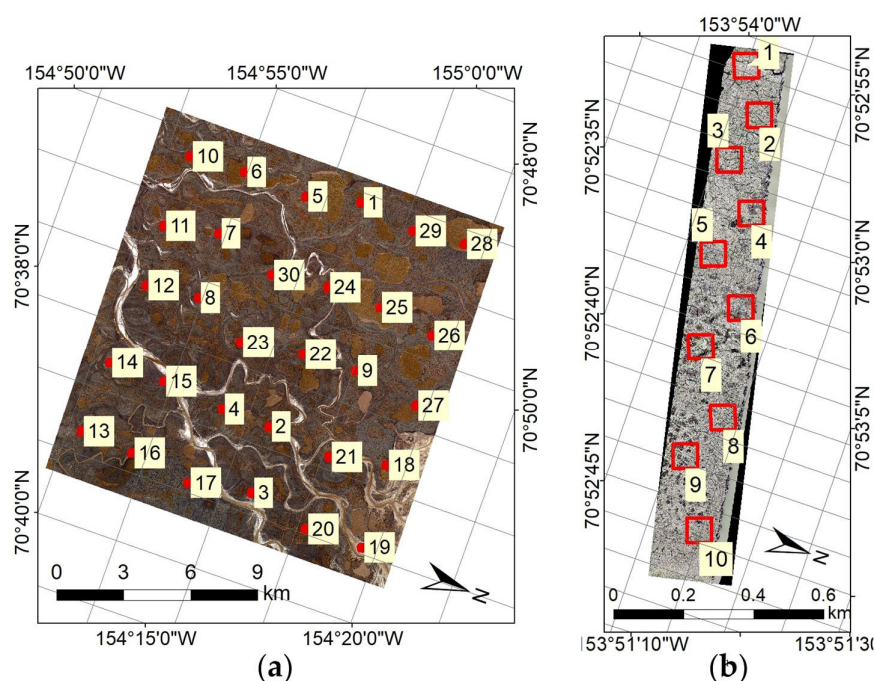 153°54'0"W
154°50'0"W 154°55'0"W 155°0'0"W
70°48'0"N
70°38'0"N
70°50'0"N
70°40'0"N
10
6
5
1
29
28
11
7
30
24
12
8
25
26
23
22
9
14
15
4
2
27
13
16
21
18
17
3
20
19
0 3 6 9
km
N
154°15'0"W 154°20'0"W
(a)
70°52'55"N
70°52'35"N
70°53'0"N
70°52'40"N
70°53'5"N
70°52'45"N
1
2
3
4
5
6
7
8
9
10
N
0 0.2 0.4 0.6
km
153°51'10"W 153°51'30
(b)